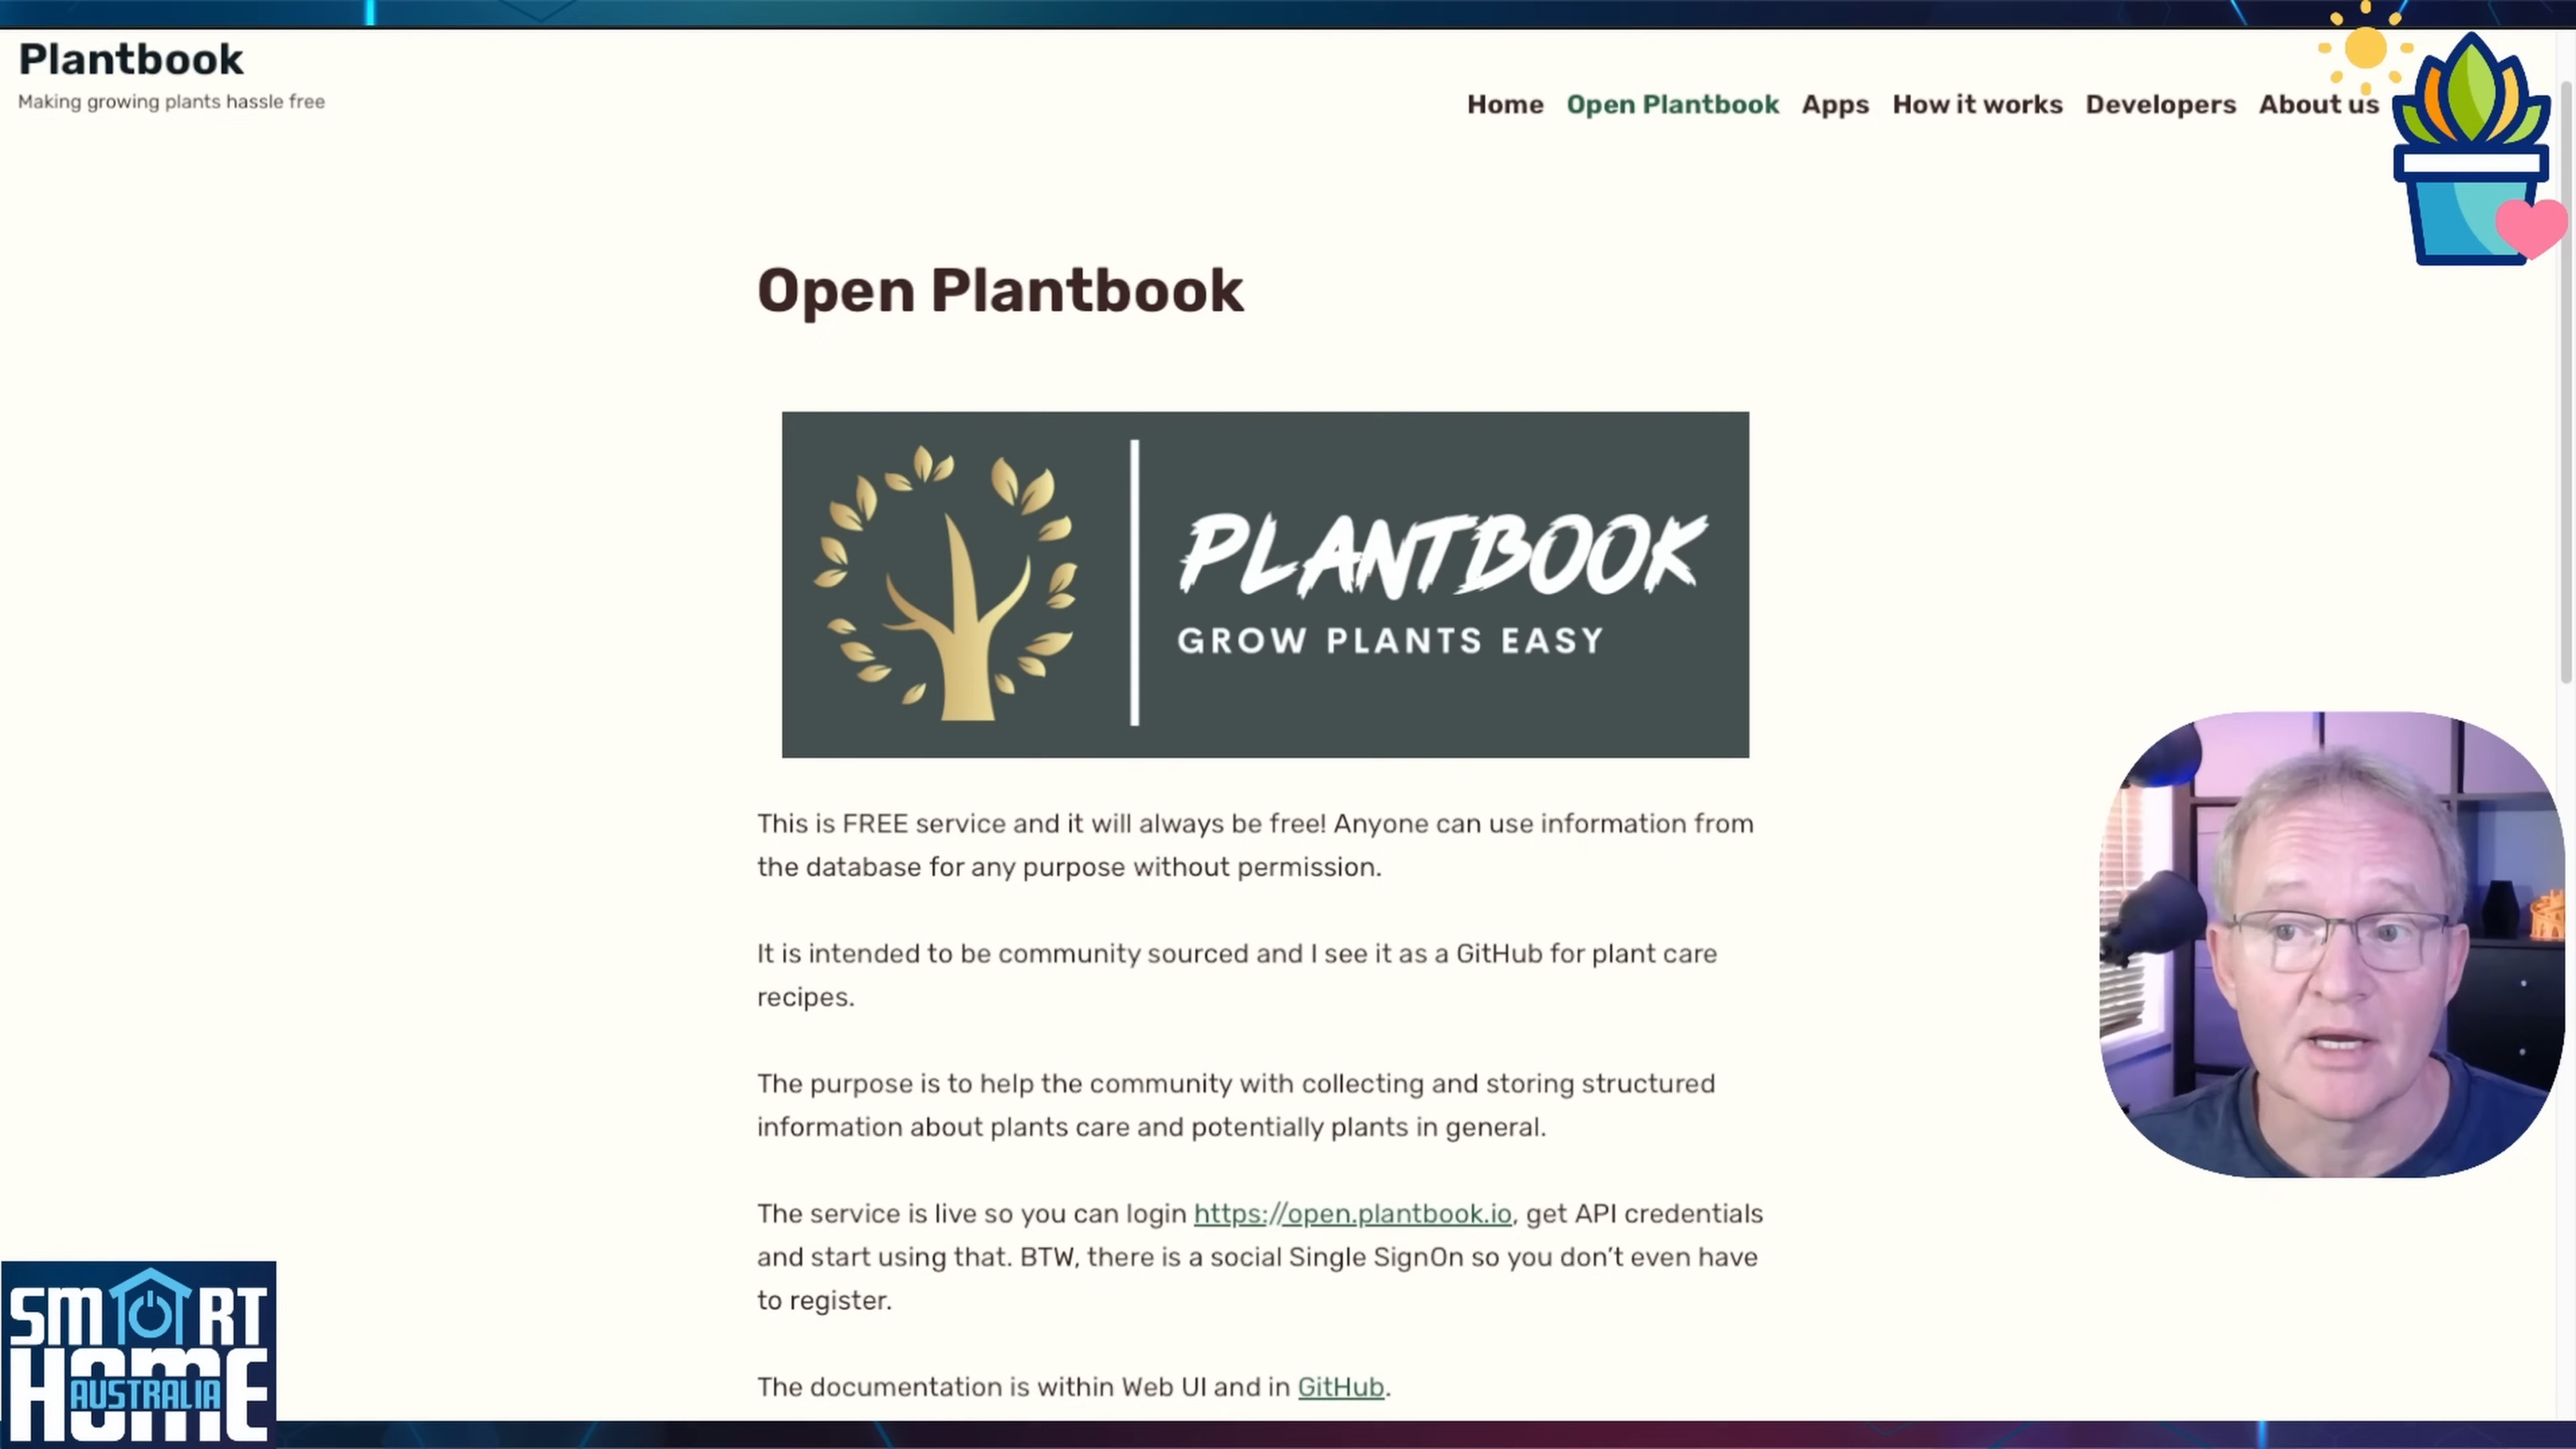 Plantbook
Making growing plants hassle free
Home Open Plantbook Apps How it works Developers About us
Open Plantbook
PLANTBOOK
GROW PLANTS EASY
This is FREE service and it will always be free! Anyone can use information from
the database for any purpose without permission.
It is intended to be community sourced and I see it as a GitHub for plant care
recipes.
The purpose is to help the community with collecting and storing structured
information about plants care and potentially plants in general.
The service is live so you can login https://open.plantbook.io, get API credentials
and start using that. BTW, there is a social Single SignOn so you don’t even have
to register.
The documentation is within Web UI and in GitHub.
SMART
HOME
AUSTRALIA